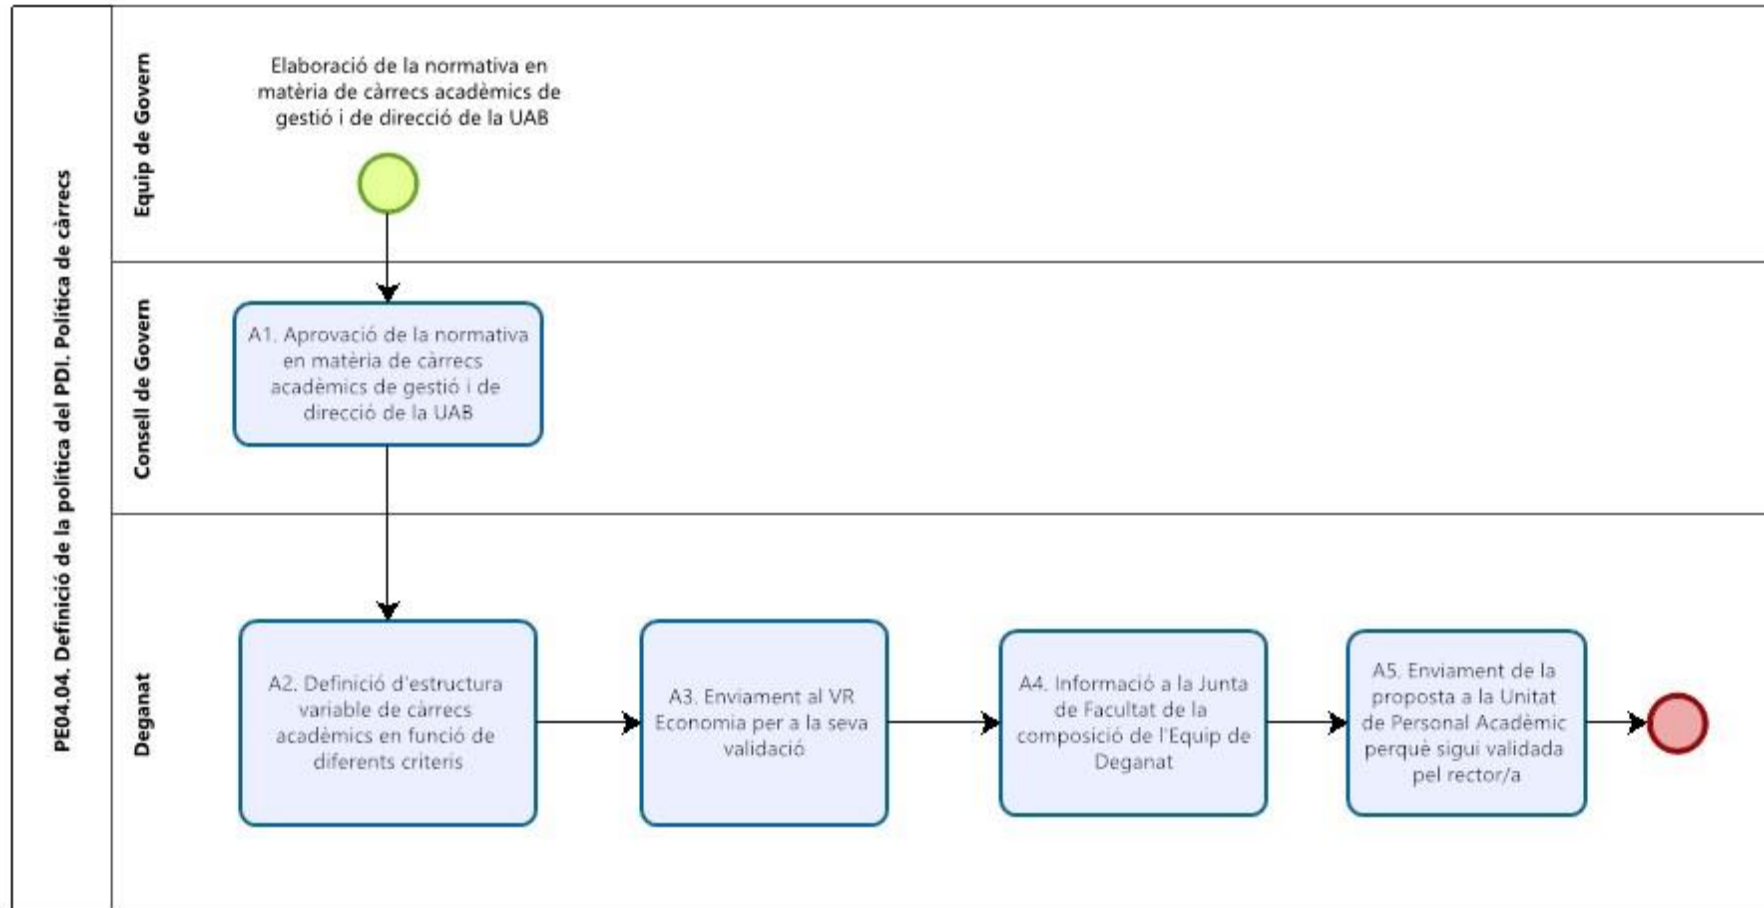 PE04.04. Definició de la política del PDI. Política de càrrecs
Equip de Govern
Elaboració de la normativa en
matèria de càrrecs acadèmics de
gestió i de direcció de la UAB
Consell de Govern
A1. Aprovació de la normativa
en matèria de càrrecs
acadèmics de gestió i de
direcció de la UAB
Deganat
A2. Definició d'estructura
variable de càrrecs
acadèmics en funció de
diferents criteris
A3. Enviament al VR
Economia per a la seva
validació
A4. Informació a la Junta
de Facultat de la
composició de l'Equip de
Deganat
A5. Enviament de la
proposta a la Unitat
de Personal Acadèmic
perquè sigui validada
pel rector/a